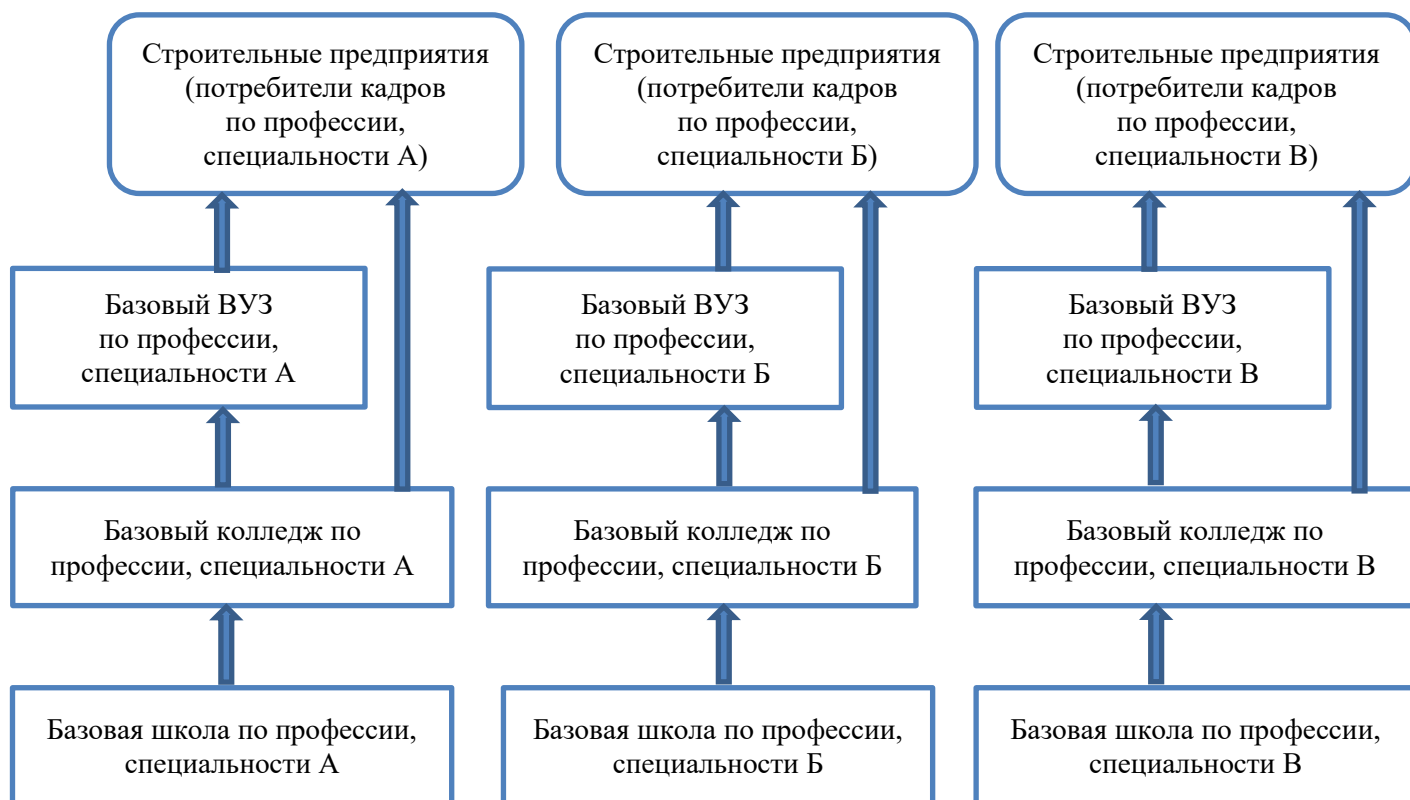 Строительные предприятия
(потребители кадров
по профессии,
специальности А)
Строительные предприятия
(потребители кадров
по профессии,
специальности Б)
Строительные предприятия
(потребители кадров
по профессии,
специальности В)
Базовый ВУЗ
по профессии,
специальности А
Базовый ВУЗ
по профессии,
специальности Б
Базовый ВУЗ
по профессии,
специальности В
Базовый колледж по
профессии, специальности А
Базовый колледж по
профессии, специальности Б
Базовый колледж по
профессии, специальности В
Базовая школа по профессии,
специальности А
Базовая школа по профессии,
специальности Б
Базовая школа по профессии,
специальности В